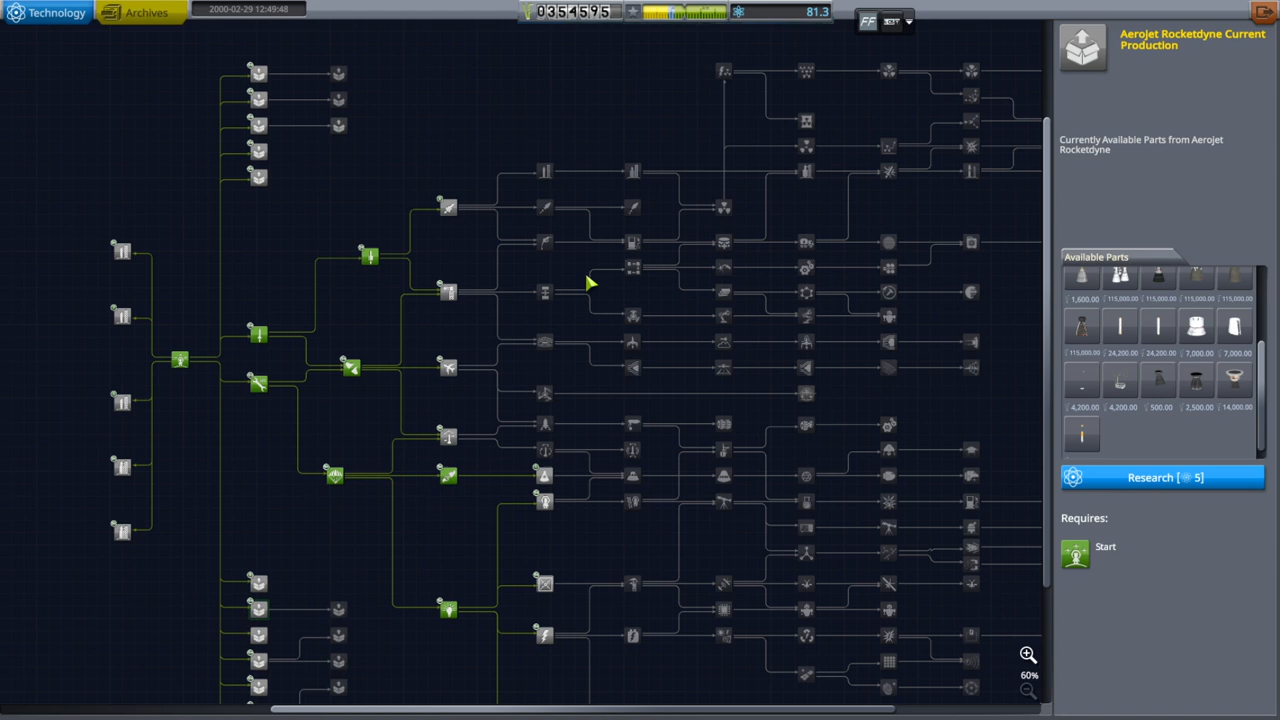 Technology
Archives
2000-02-29 12:49:48
0354595
81.3
FF
Aerojet Rocketdyne Current
Production
Currently Available Parts from Aerojet
Rocketdyne
Available Parts
1,600.00 115,000.00 115,000.00 115,000.00 115,000.00
115,000.00 24,200.00 24,200.00 7,000.00 7,000.00
4,200.00 4,200.00 500.00 2,500.00 14,000.00
Research [ 5]
Requires:
Start
60%